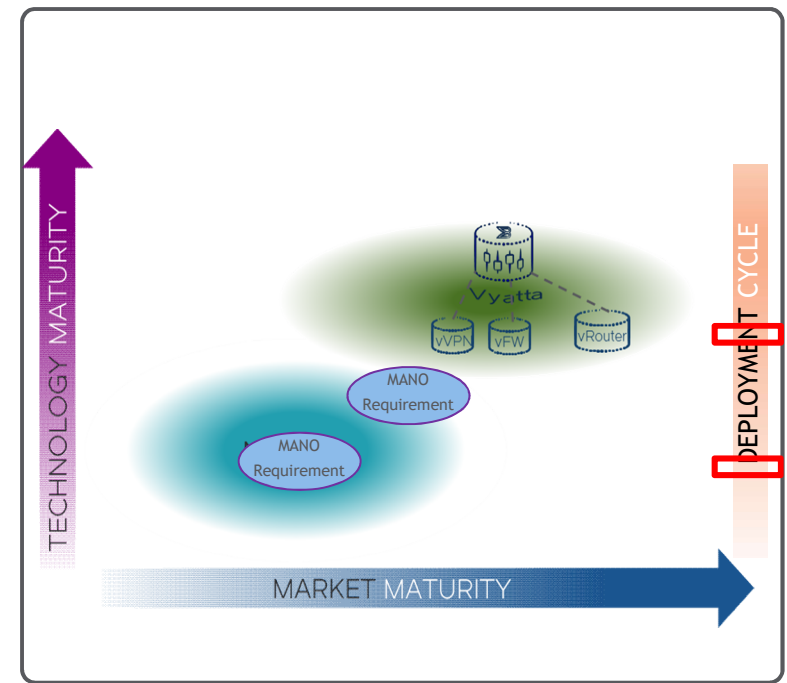 TECHNOLOGY MATURITY
DEPLOYMENT CYCLE
Vyatta
vVPN
vFW
vRouter
MANO
Requirement
MANO
Requirement
MARKET MATURITY